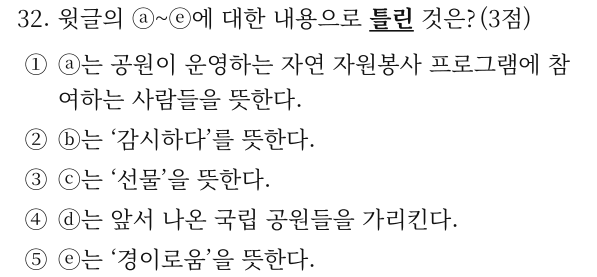 32. 윗글의 ⓐ~ⓔ에 대한 내용으로 틀린 것은? (3점)
① ⓐ는 공원이 운영하는 자연 자원봉사 프로그램에 참
여하는 사람들을 뜻한다.
② ⓑ는 ‘감시하다’를 뜻한다.
③ ⓒ는 ‘선물’을 뜻한다.
④ ⓓ는 앞서 나온 국립 공원들을 가리킨다.
⑤ ⓔ는 ‘경이로움’을 뜻한다.